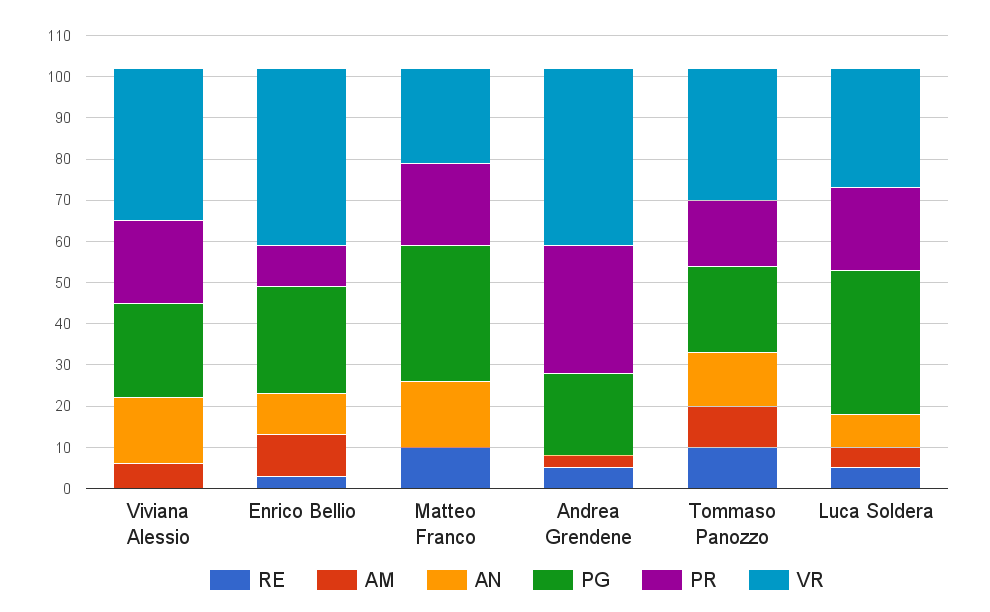 110
100
90
80
70
60
50
40
30
20
10
0
Viviana Alessio
Enrico Bellio
Matteo Franco
Andrea Grendene
Tommaso Panozzo
Luca Soldera
RE AM AN PG PR VR